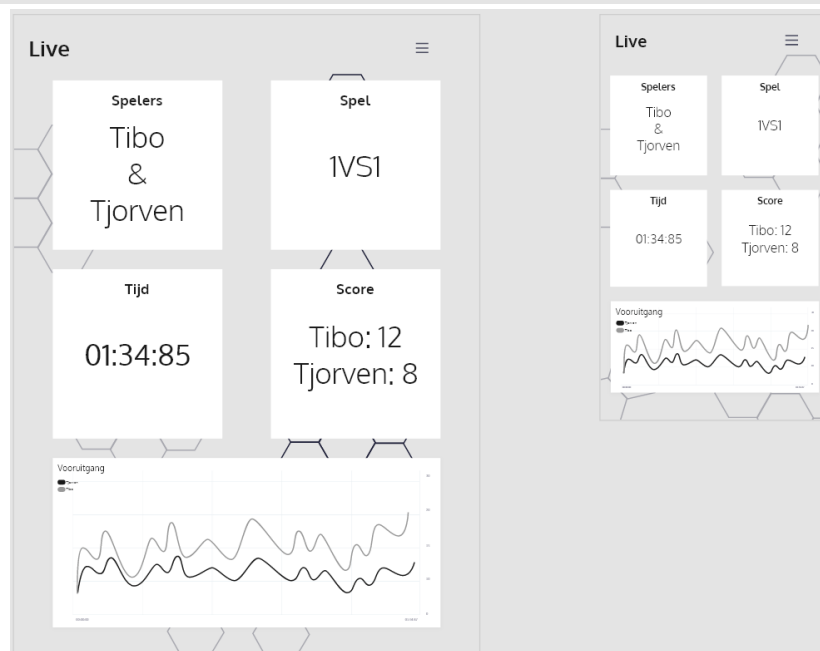 Live
Spelers
Tibo
&
Tjorven
Spel
1VS1
Tijd
01:34:85
Score
Tibo: 12
Tjorven: 8
Vooruitgang
Live
Spelers
Tibo
&
Tjorven
Spel
1VS1
Tijd
01:34:85
Score
Tibo: 12
Tjorven: 8
Vooruitgang